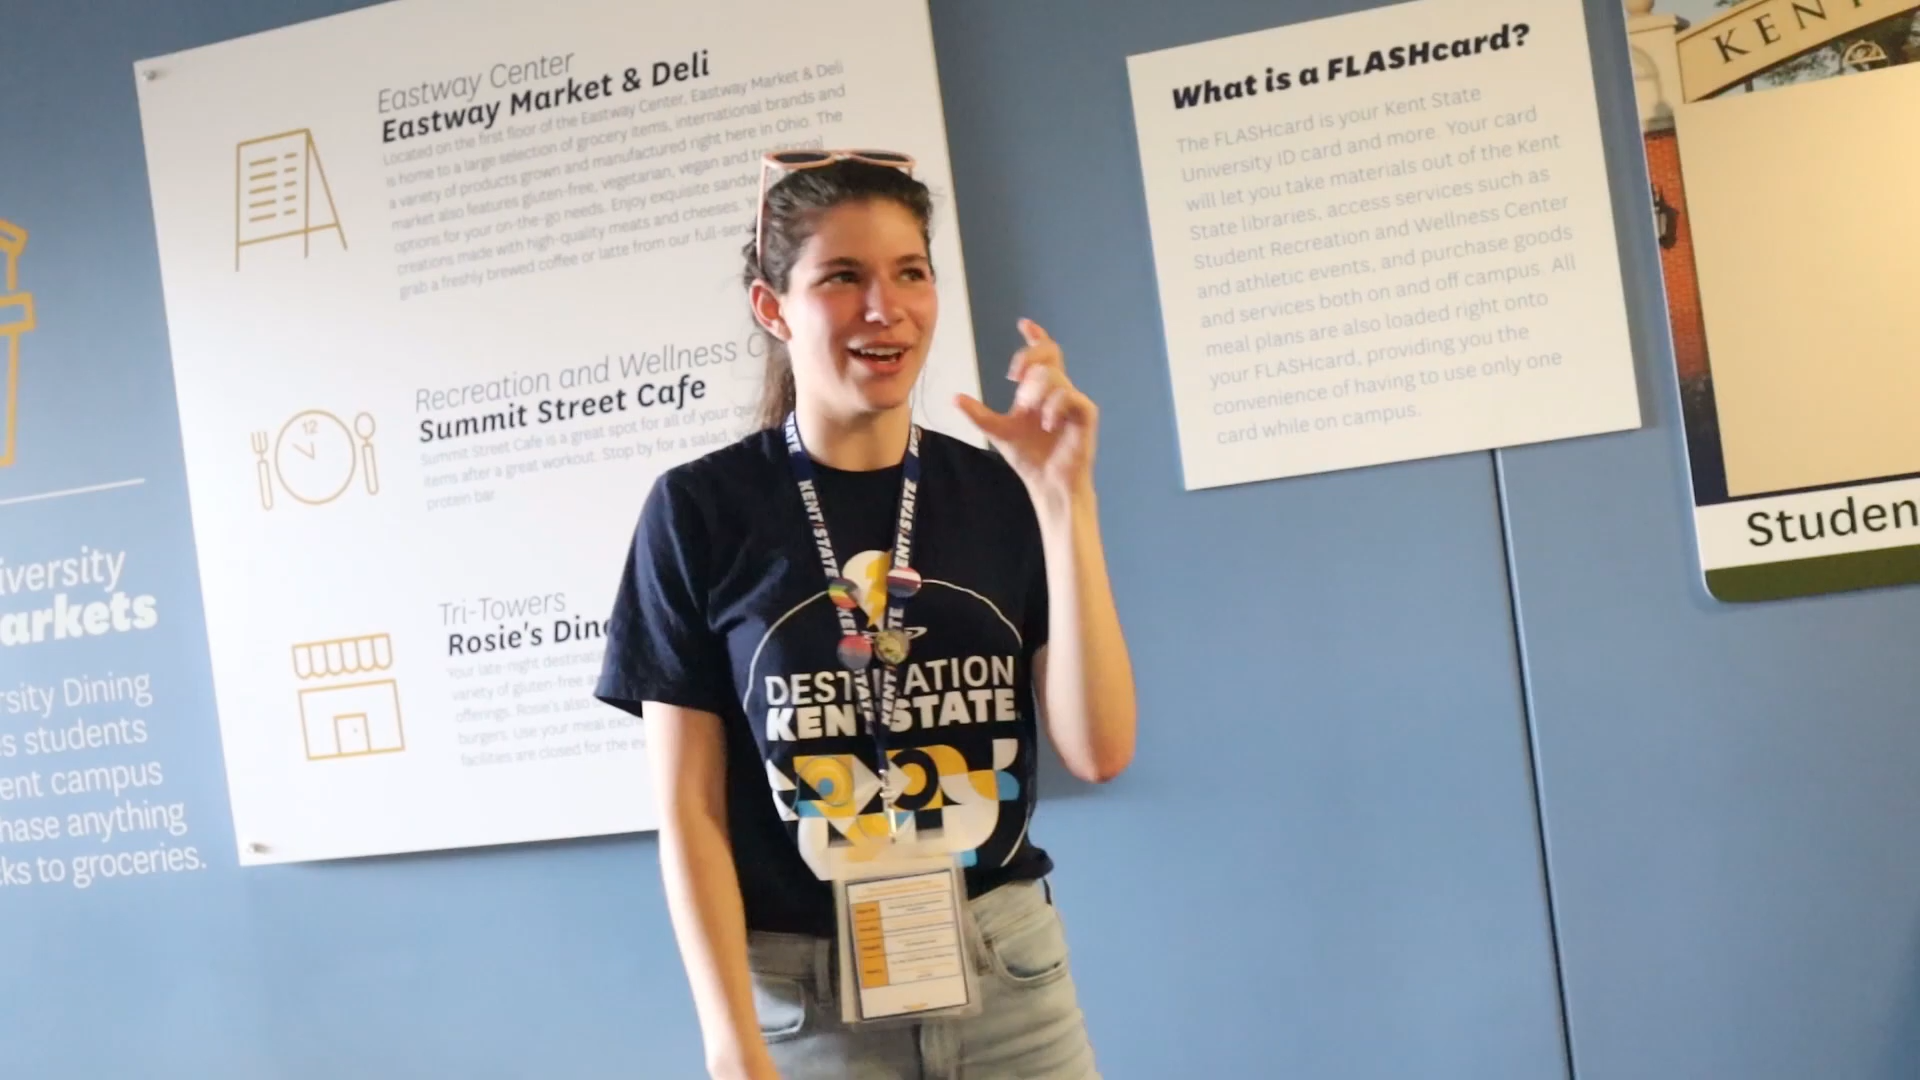 Eastway Center
Eastway Market & Deli
Located on the first floor of the Eastway Center, Eastway Market & Deli
is home to a large selection of grocery items, international brands and
a variety of products grown and manufactured right here in Ohio. The
market also features gluten-free, vegetarian, vegan and traditional
options for your on-the-go needs. Enjoy exquisite sandw
creations made with high-quality meats and cheeses. Y
grab a freshly brewed coffee or latte from our full-serv
Recreation and Wellness C
Summit Street Cafe
Summit Street Cafe is a great spot for all of your qui
items after a great workout. Stop by for a salad,
protein bar.
12
Tri-Towers
Rosie's Dine
Your late-night destinati
variety of gluten-free a
offerings. Rosie's also
burgers. Use your meal exch
facilities are closed for the ev
iversity
arkets
rsity Dining
s students
ent campus
hase anything
ks to groceries.
What is a FLASHcard?
The FLASHcard is your Kent State
University ID card and more. Your card
will let you take materials out of the Kent
State libraries, access services such as
Student Recreation and Wellness Center
and athletic events, and purchase goods
and services both on and off campus. All
meal plans are also loaded right onto
your FLASHcard, providing you the
convenience of having to use only one
card while on campus.
KENT
Studen
STATE
KENT STATE
KENT STATE
DESTINATION
KENT STATE